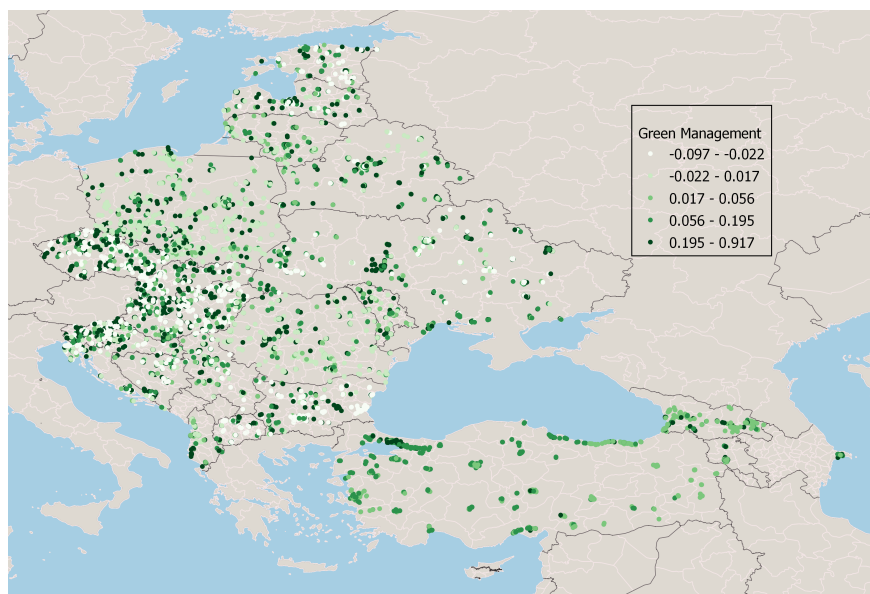 Green Management
-0.097 - -0.022
-0.022 - 0.017
0.017 - 0.056
0.056 - 0.195
0.195 - 0.917